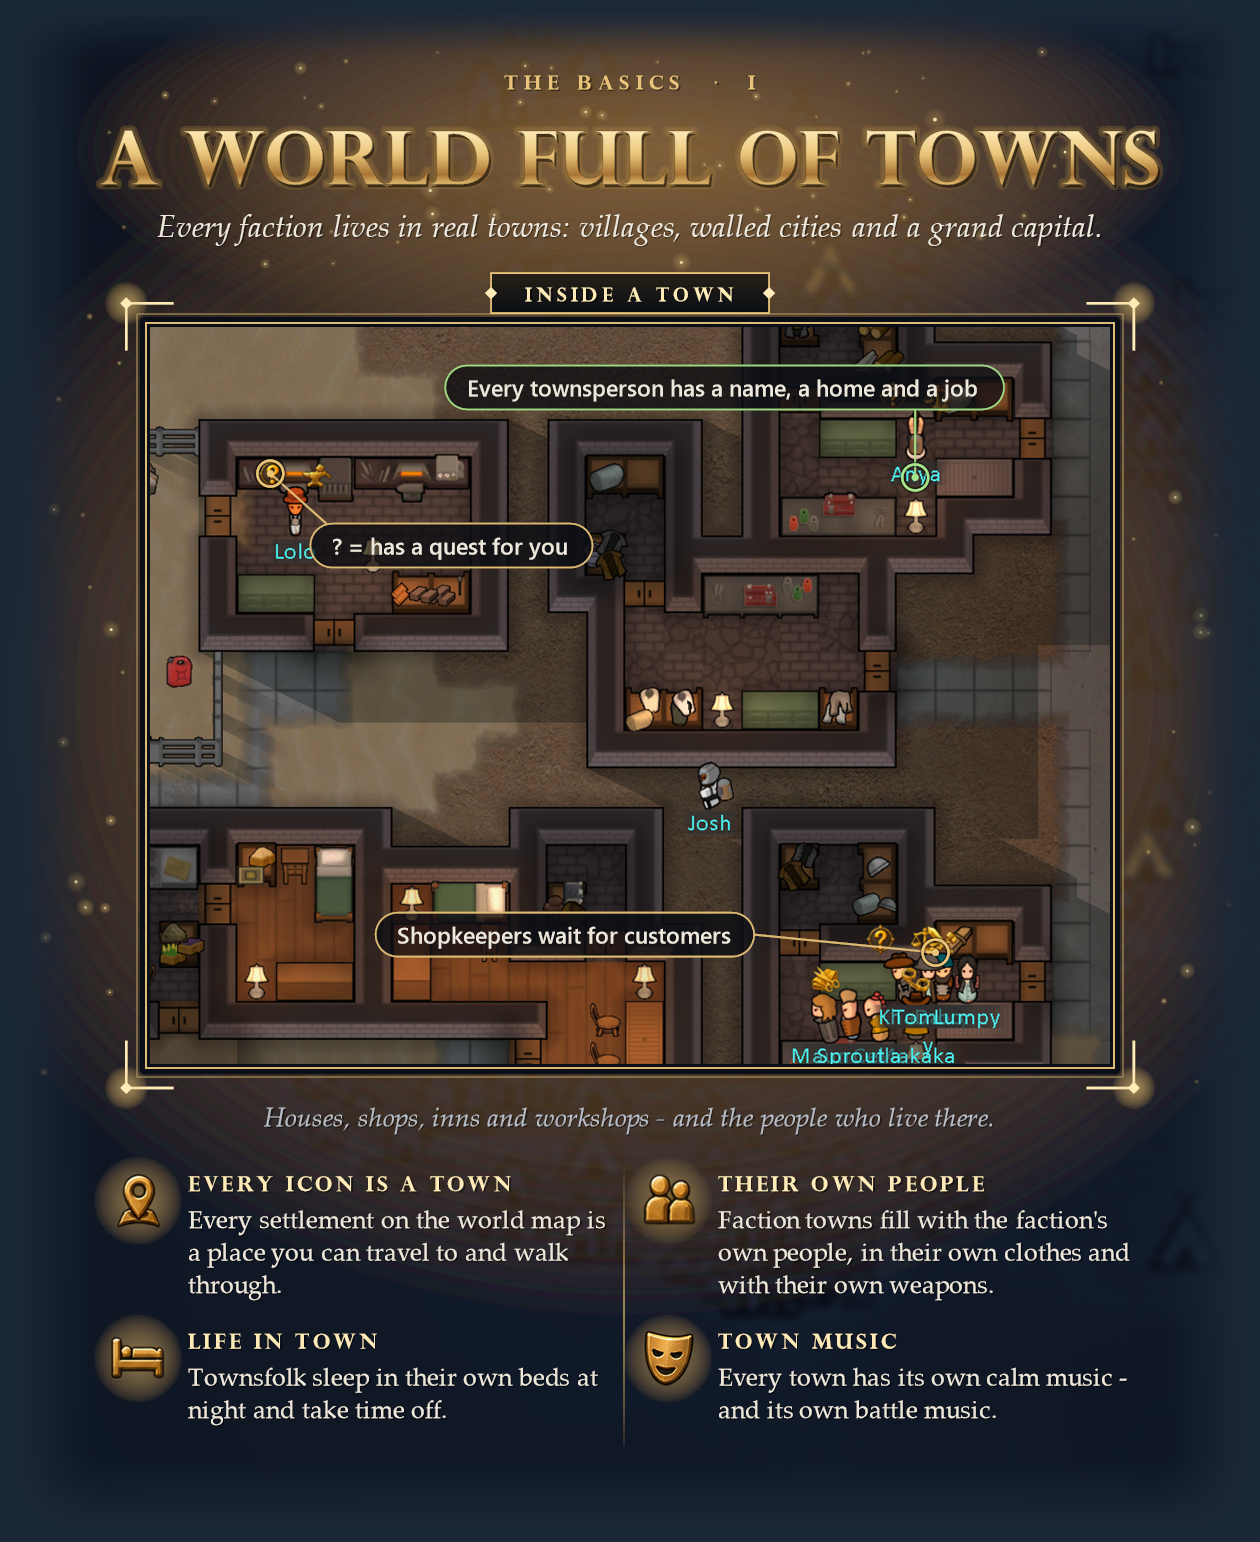 THE BASICS · I
A WORLD FULL OF TOWNS
Every faction lives in real towns: villages, walled cities and a grand capital.
INSIDE A TOWN
Every townsperson has a name, a home and a job
Anya
? = has a quest for you
Josh
Shopkeepers wait for customers
Tom Lumpy
Sprout
Houses, shops, inns and workshops - and the people who live there.
EVERY ICON IS A TOWN
Every settlement on the world map is
a place you can travel to and walk
through.
THEIR OWN PEOPLE
Faction towns fill with the faction's
own people, in their own clothes and
with their own weapons.
LIFE IN TOWN
Townsfolk sleep in their own beds at
night and take time off.
TOWN MUSIC
Every town has its own calm music -
and its own battle music.